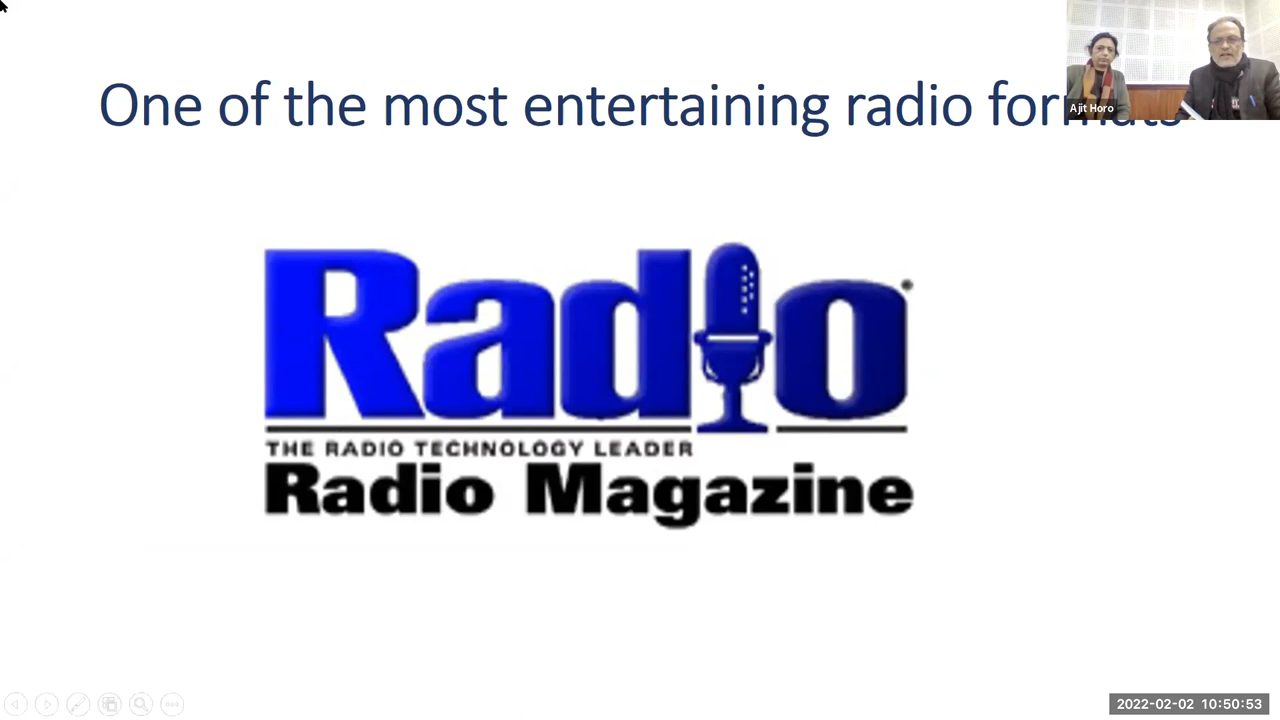 One of the most entertaining radio formats
Ajit Horo
Radio
THE RADIO TECHNOLOGY LEADER
Radio Magazine
2022-02-02 10:50:53